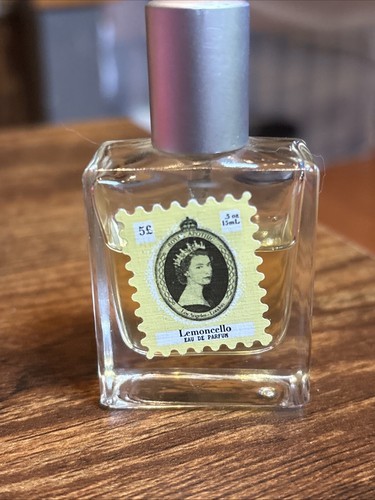 5£
.5 oz
15mL
Lemoncello
EAU DE PARFUM